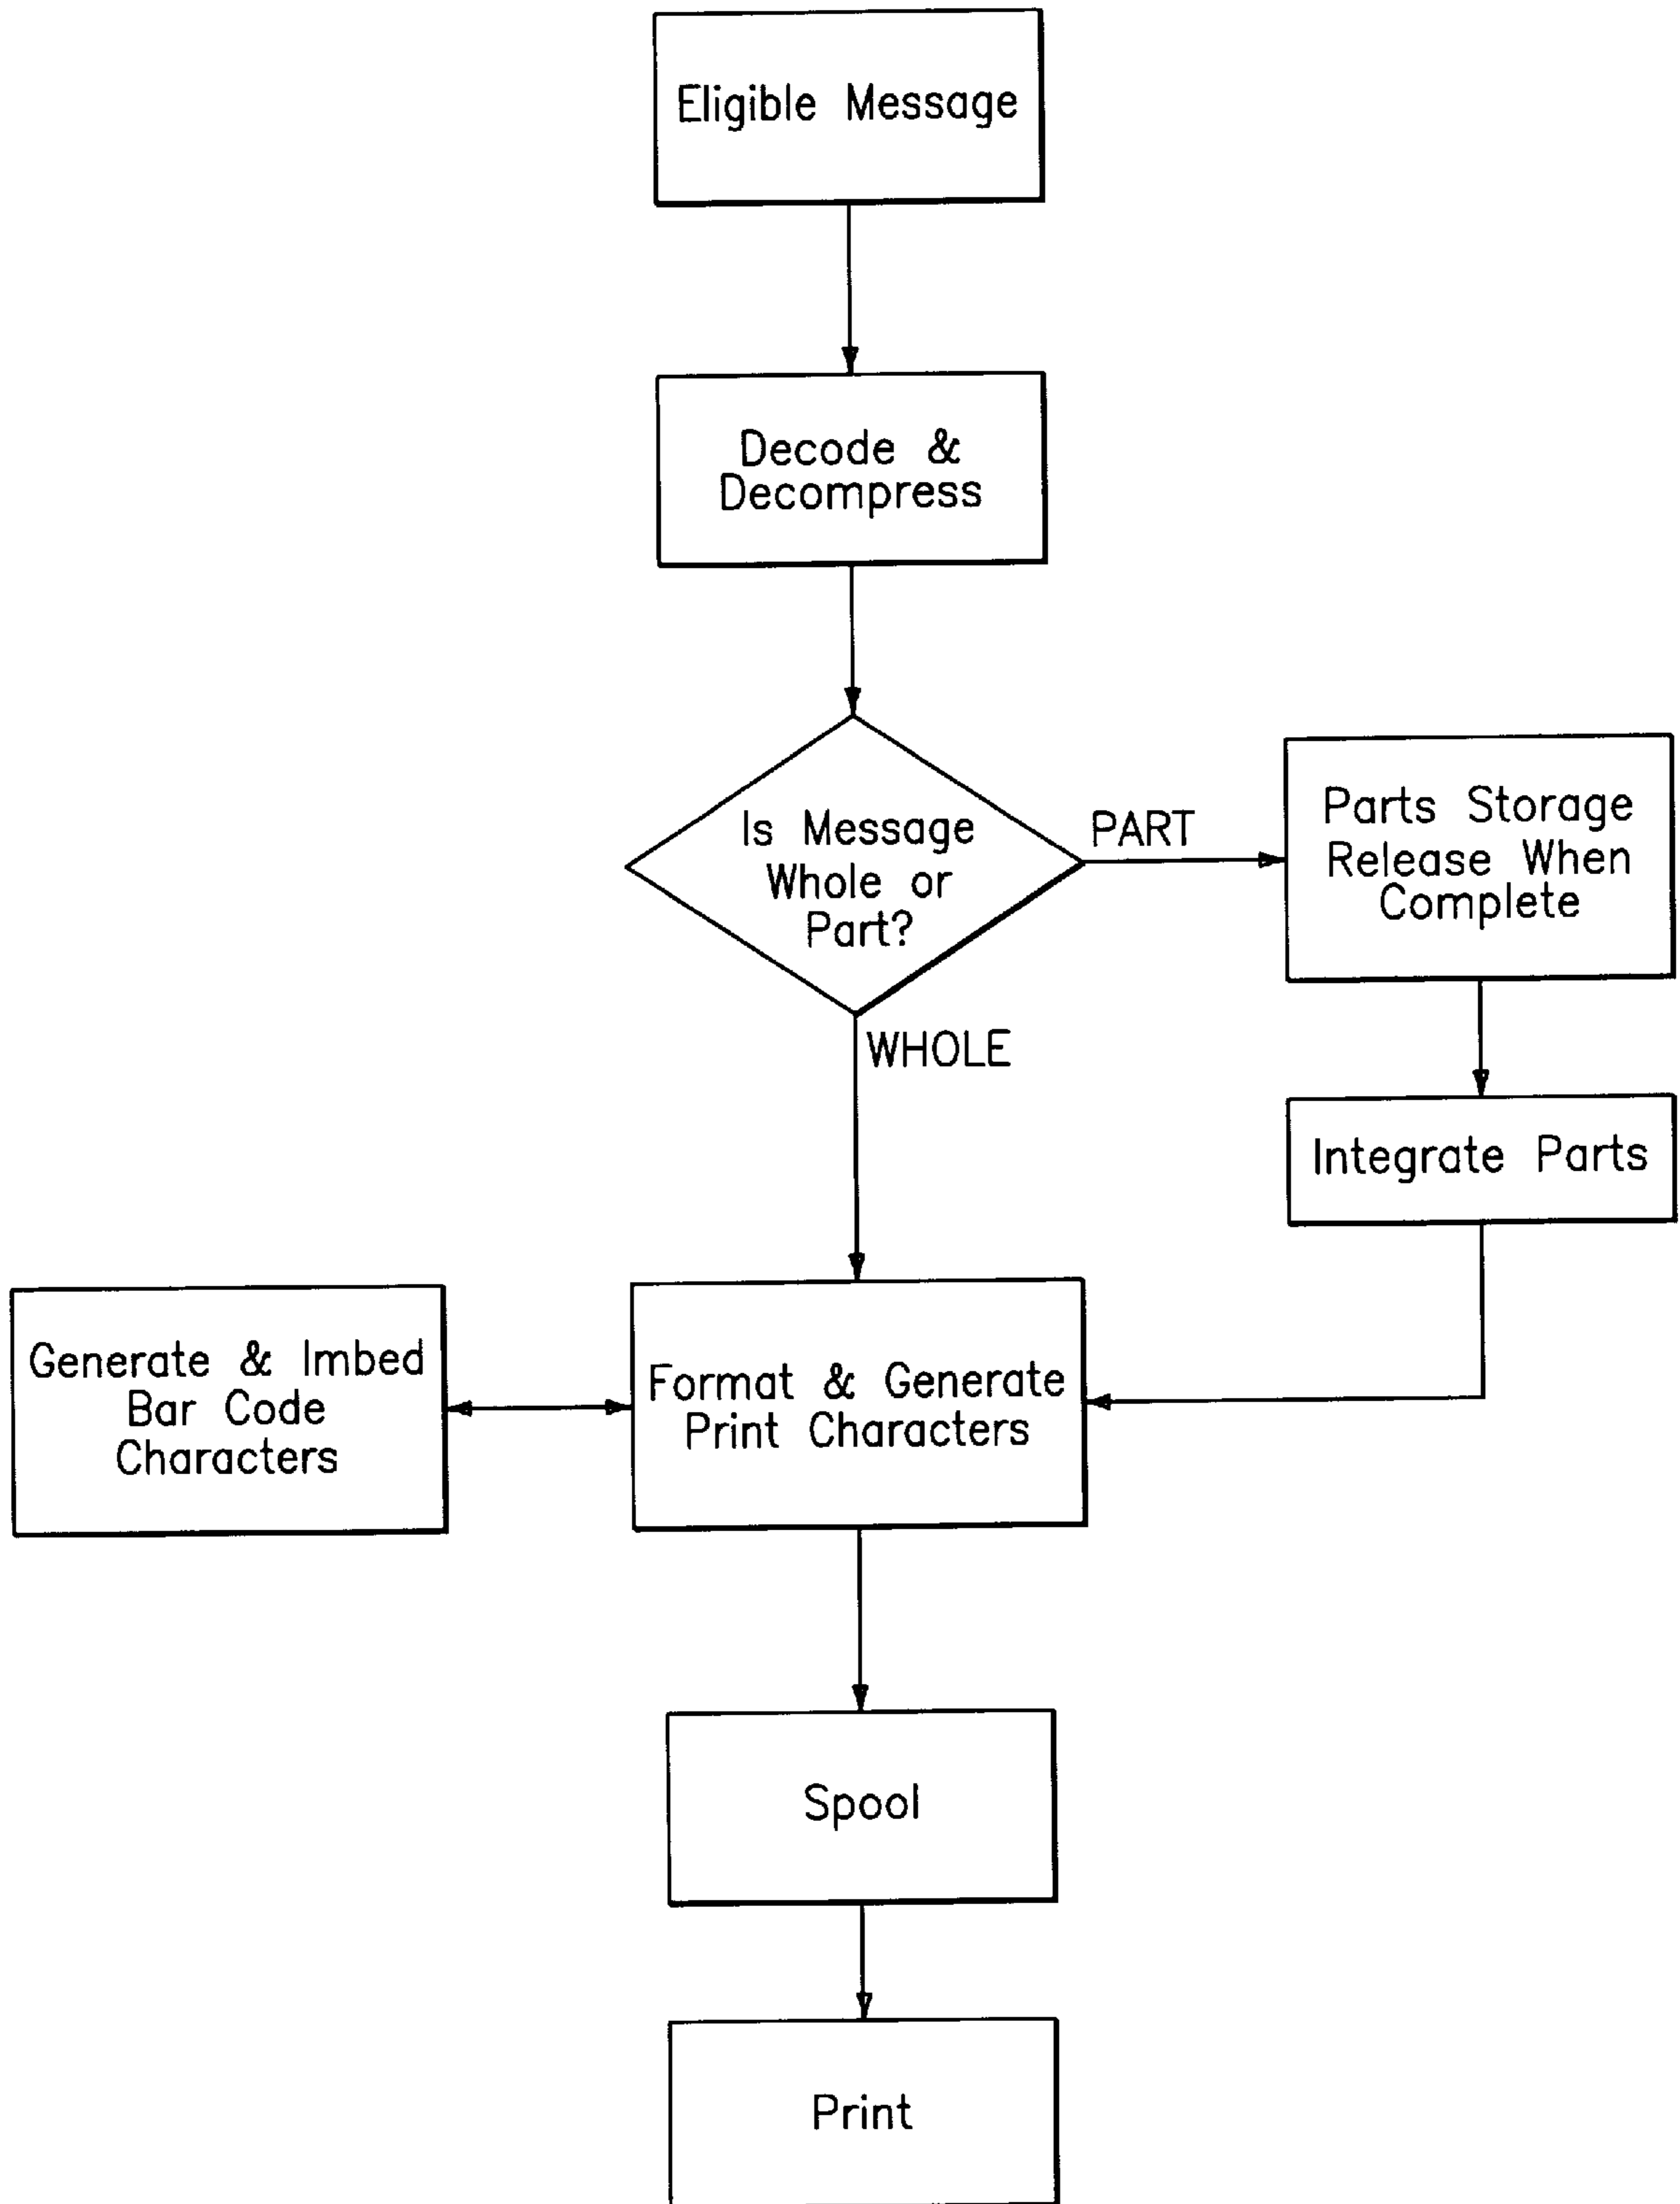 Eligible Message
Decode &
Decompress
Is Message
Whole or
Part?
PART
Parts Storage
Release When
Complete
WHOLE
Integrate Parts
Generate & Imbed
Bar Code
Characters
Format & Generate
Print Characters
Spool
Print